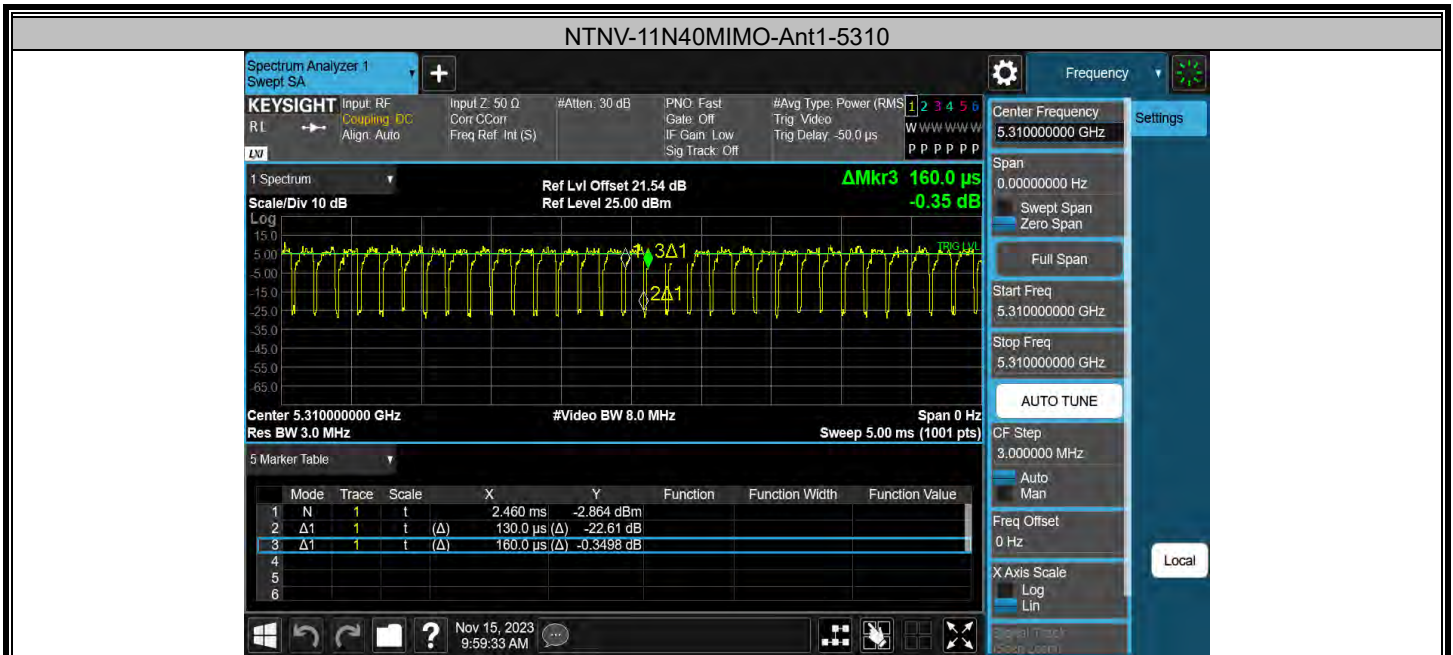 NTNV-11N40MIMO-Ant1-5310
Spectrum Analyzer 1
Swept SA
Frequency
KEYSIGHT
RL
LXI
Input: RF
Coupling: DC
Align: Auto
Input Z: 50 Ω
Corr CCorr
Freq Ref: Int (S)
#Atten: 30 dB
PNO: Fast
Gate: Off
IF Gain: Low
Sig Track: Off
#Avg Type: Power (RMS
Trig: Video
Trig Delay: -50.0 µs
1 2 3 4 5 6
W W W W W W
P P P P P P
1 Spectrum
Scale/Div 10 dB
Ref Lvl Offset 21.54 dB
Ref Level 25.00 dBm
ΔMkr3 160.0 µs
-0.35 dB
Log
15.0
5.00
-5.00
-15.0
-25.0
-35.0
-45.0
-55.0
-65.0
1
3Δ1
2Δ1
TRIG LVL
Center 5.310000000 GHz
#Video BW 8.0 MHz
Span 0 Hz
Res BW 3.0 MHz
Sweep 5.00 ms (1001 pts)
5 Marker Table
Mode Trace Scale X Y Function Function Width Function Value
1 N 1 t 2.460 ms -2.864 dBm
2 Δ1 1 t (Δ) 130.0 µs (Δ) -22.61 dB
3 Δ1 1 t (Δ) 160.0 µs (Δ) -0.3498 dB
4
5
6
Nov 15, 2023
9:59:33 AM
Center Frequency
5.310000000 GHz
Settings
Span
0.00000000 Hz
Swept Span
Zero Span
Full Span
Start Freq
5.310000000 GHz
Stop Freq
5.310000000 GHz
AUTO TUNE
CF Step
3.000000 MHz
Auto
Man
Freq Offset
0 Hz
X Axis Scale
Log
Lin
Local
Signal Track
(Span Zoom)